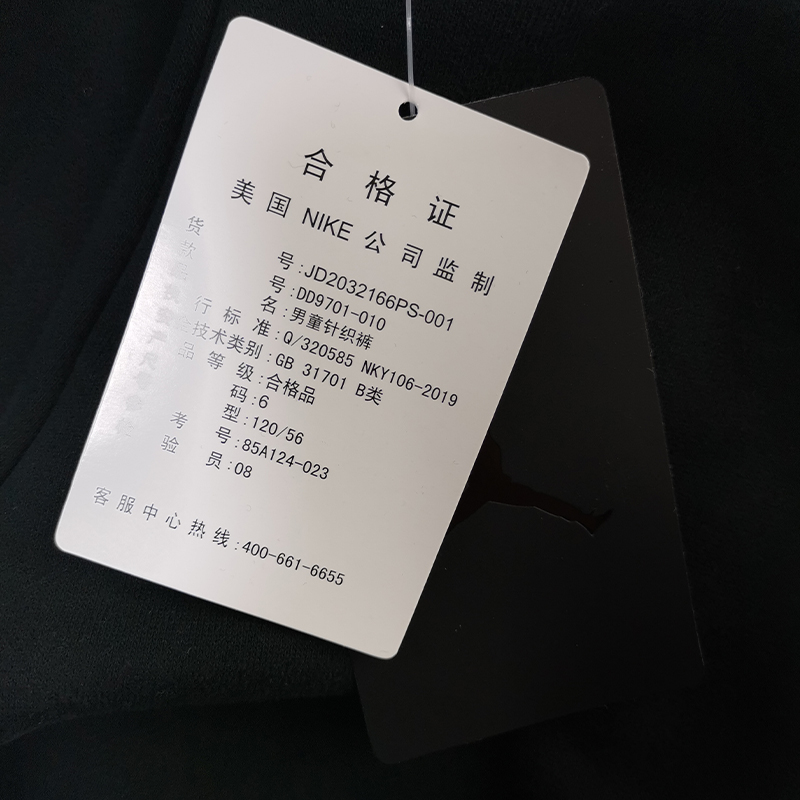 合格证
美国 NIKE 公司监制
货 号:JD2032166PS-001
款 号:DD9701-010
名:男童针织裤
行标准:Q/320585 NKY106-2019
技术类别:GB 31701 B类
品等级:合格品
码:6
型:120/56
考 号:85A124-023
验 员:08
客服中心热线:400-661-6655